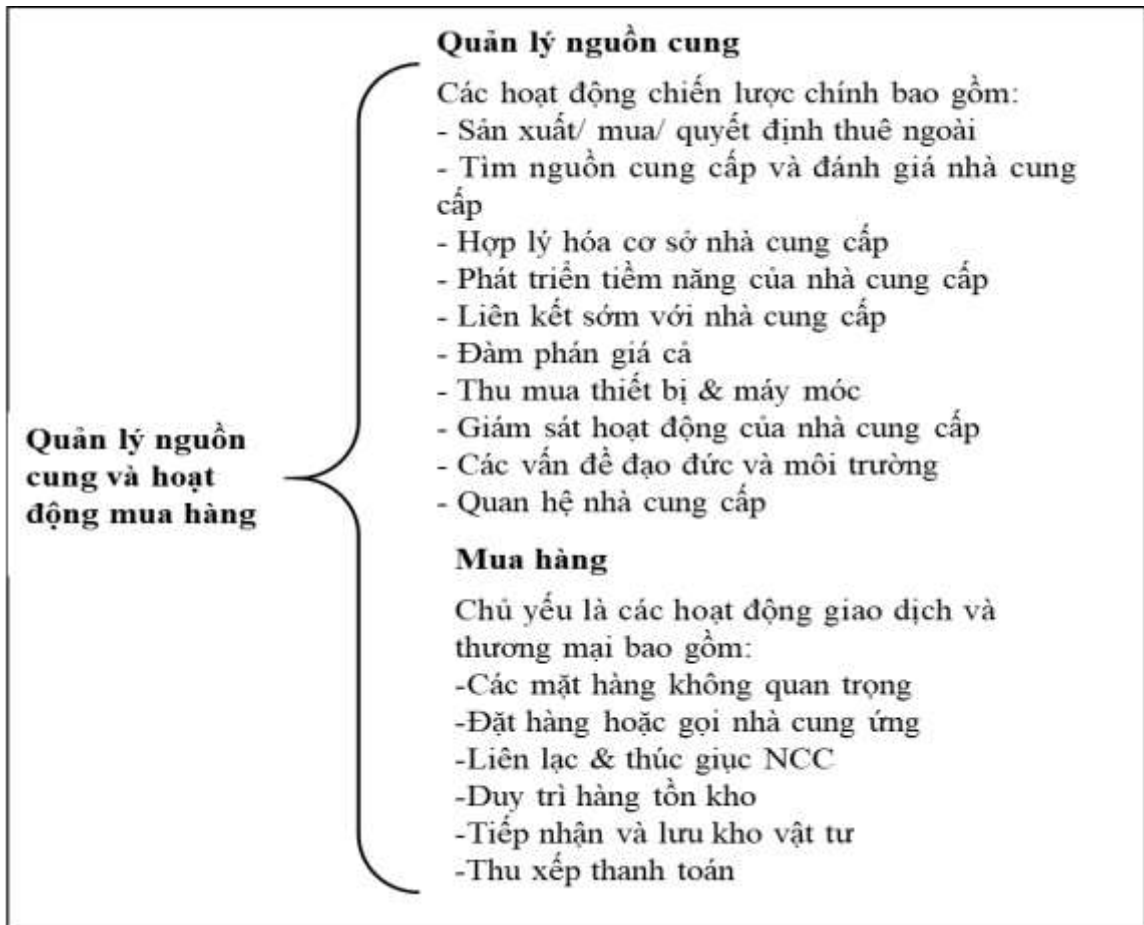 Quản lý nguồn cung
Các hoạt động chiến lược chính bao gồm:
- Sản xuất/ mua/ quyết định thuê ngoài
- Tìm nguồn cung cấp và đánh giá nhà cung
cấp
- Hợp lý hóa cơ sở nhà cung cấp
- Phát triển tiềm năng của nhà cung cấp
- Liên kết sớm với nhà cung cấp
- Đàm phán giá cả
- Thu mua thiết bị & máy móc
- Giám sát hoạt động của nhà cung cấp
- Các vấn đề đạo đức và môi trường
- Quan hệ nhà cung cấp
Quản lý nguồn
cung và hoạt
động mua hàng
Mua hàng
Chủ yếu là các hoạt động giao dịch và
thương mại bao gồm:
-Các mặt hàng không quan trọng
-Đặt hàng hoặc gọi nhà cung ứng
-Liên lạc & thúc giục NCC
-Duy trì hàng tồn kho
-Tiếp nhận và lưu kho vật tư
-Thu xếp thanh toán